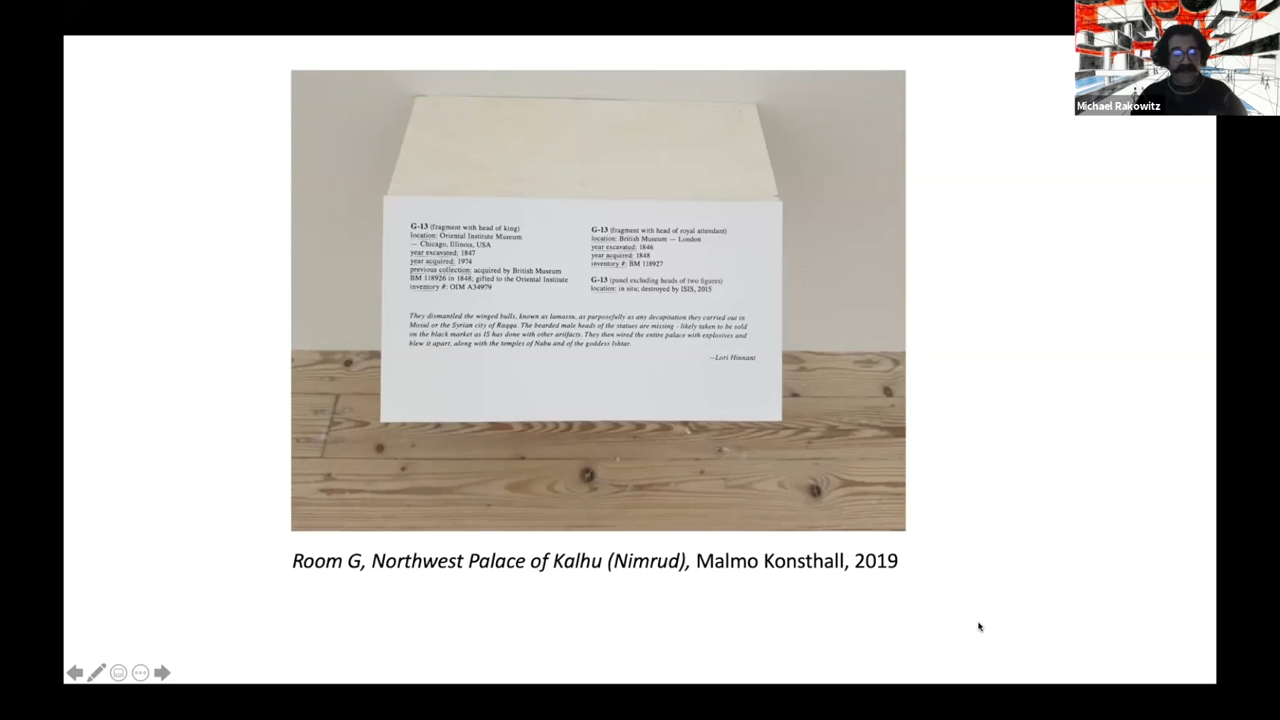 Michael Rakowitz
G-13 (fragment with head of king)
location: Oriental Institute Museum
— Chicago, Illinois, USA
year excavated: 1847
year acquired: 1974
previous collection: acquired by British Museum
BM 118926 in 1848; gifted to the Oriental Institute
inventory #: OIM A34979
G-13 (fragment with head of royal attendant)
location: British Museum — London
year excavated: 1846
year acquired: 1848
inventory #: BM 118927
G-13 (panel excluding heads of two figures)
location: in situ; destroyed by ISIS, 2015
They dismantled the winged bulls, known as lamassu, as purposefully as any decapitation they carried out in
Mosul or the Syrian city of Raqqa. The bearded male heads of the statues are missing - likely taken to be sold
on the black market as IS has done with other artifacts. They then wired the entire palace with explosives and
blew it apart, along with the temples of Nabu and of the goddess Ishtar.
—Lori Hinnant
Room G, Northwest Palace of Kalhu (Nimrud), Malmo Konsthall, 2019